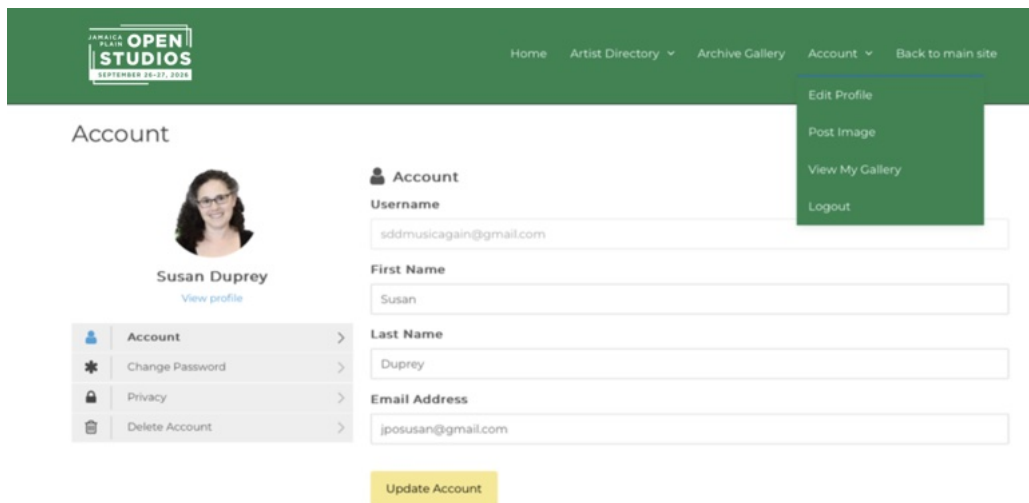 JAMAICA
PLAIN OPEN
STUDIOS
SEPTEMBER 26-27, 2026
Home Artist Directory Archive Gallery Account Back to main site
Edit Profile
Post Image
View My Gallery
Logout
Account
Susan Duprey
View profile
Account
Change Password
Privacy
Delete Account
Account
Username
sddmusicagain@gmail.com
First Name
Susan
Last Name
Duprey
Email Address
jposusan@gmail.com
Update Account